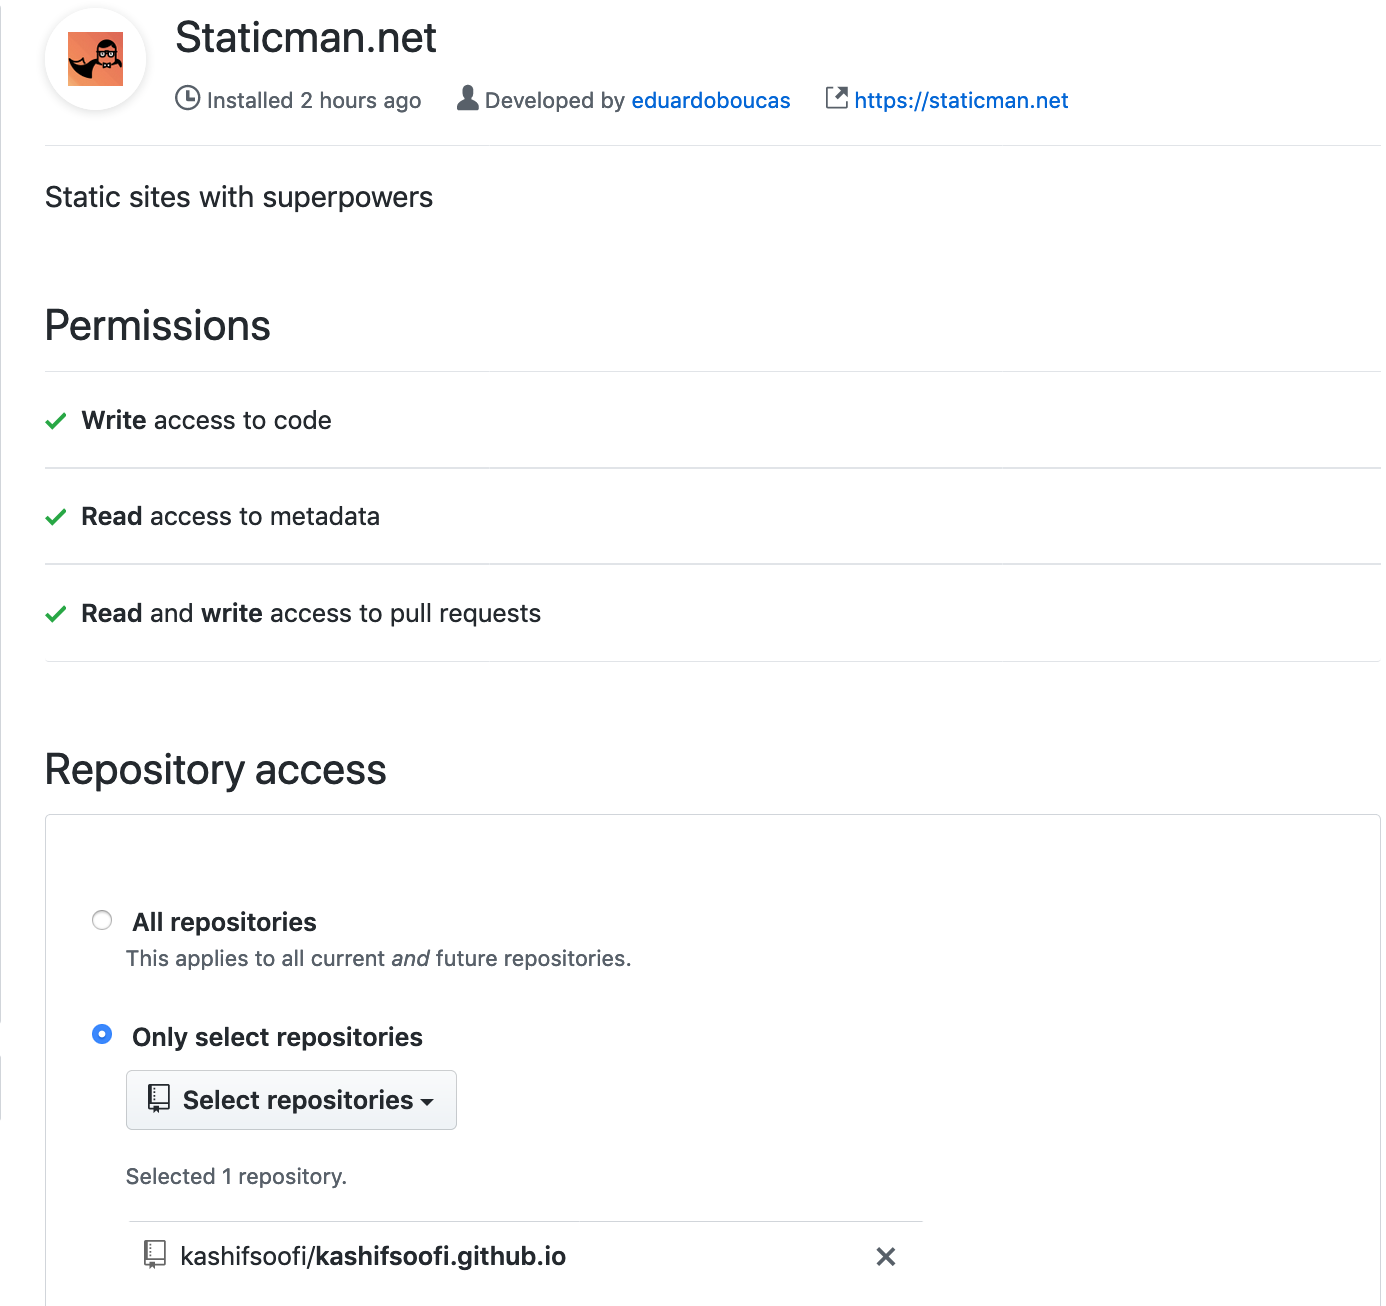 Staticman.net
Installed 2 hours ago Developed by eduardoboucas https://staticman.net
Static sites with superpowers
Permissions
Write access to code
Read access to metadata
Read and write access to pull requests
Repository access
All repositories
This applies to all current and future repositories.
Only select repositories
Select repositories
Selected 1 repository.
kashifsoofi/kashifsoofi.github.io